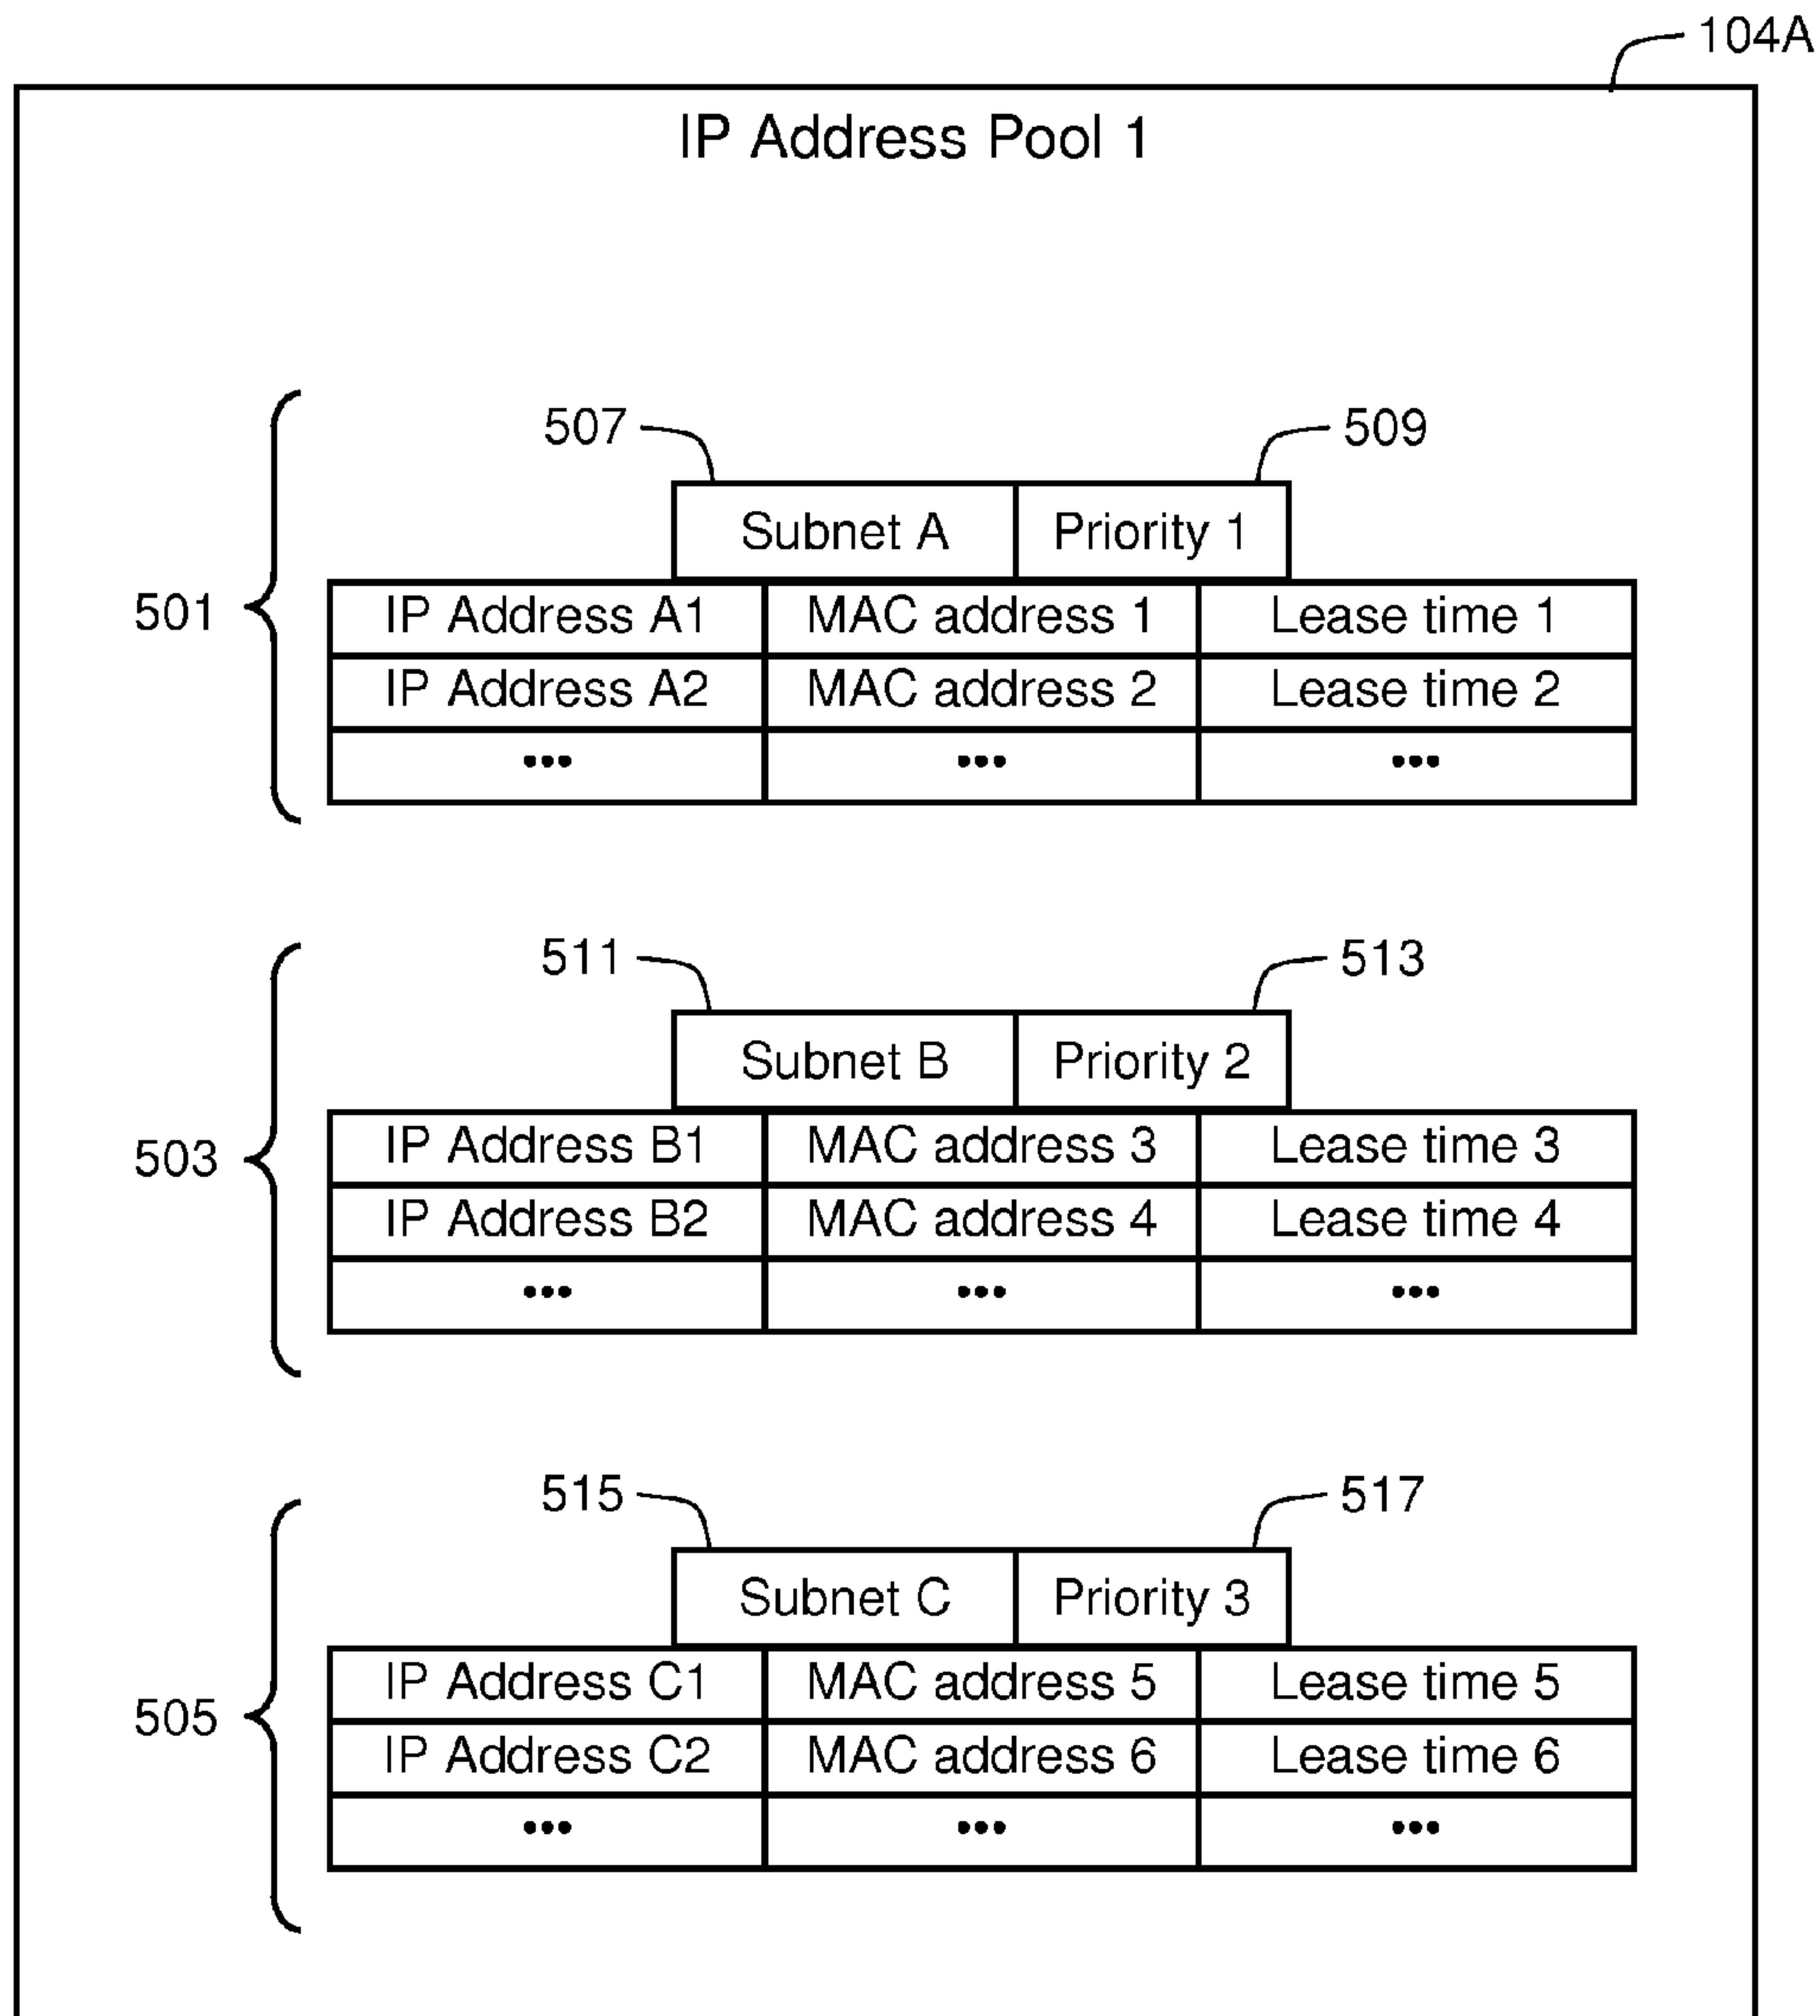 104A
IP Address Pool 1
507
509
Subnet A Priority 1
501
IP Address A1 MAC address 1 Lease time 1
IP Address A2 MAC address 2 Lease time 2
••• ••• •••
511
513
Subnet B Priority 2
503
IP Address B1 MAC address 3 Lease time 3
IP Address B2 MAC address 4 Lease time 4
••• ••• •••
515
517
Subnet C Priority 3
505
IP Address C1 MAC address 5 Lease time 5
IP Address C2 MAC address 6 Lease time 6
••• ••• •••